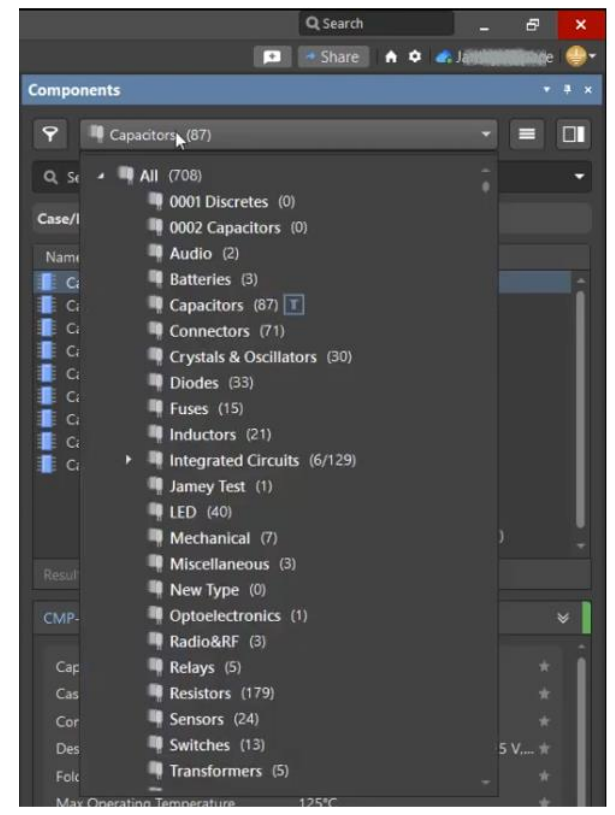 Search
Share
Components
Capacitors (87)
All (708)
Case/
0001 Discretes (0)
0002 Capacitors (0)
Name
Audio (2)
Batteries (3)
Capacitors (87) T
Connectors (71)
Crystals & Oscillators (30)
Diodes (33)
Fuses (15)
Inductors (21)
Integrated Circuits (6/129)
Jamey Test (1)
LED (40)
Mechanical (7)
Miscellaneous (3)
New Type (0)
Optoelectronics (1)
CMP-
Radio&RF (3)
Relays (5)
Resistors (179)
Sensors (24)
Switches (13)
5 V,...
Transformers (5)
Max Operating Temperature 125°C